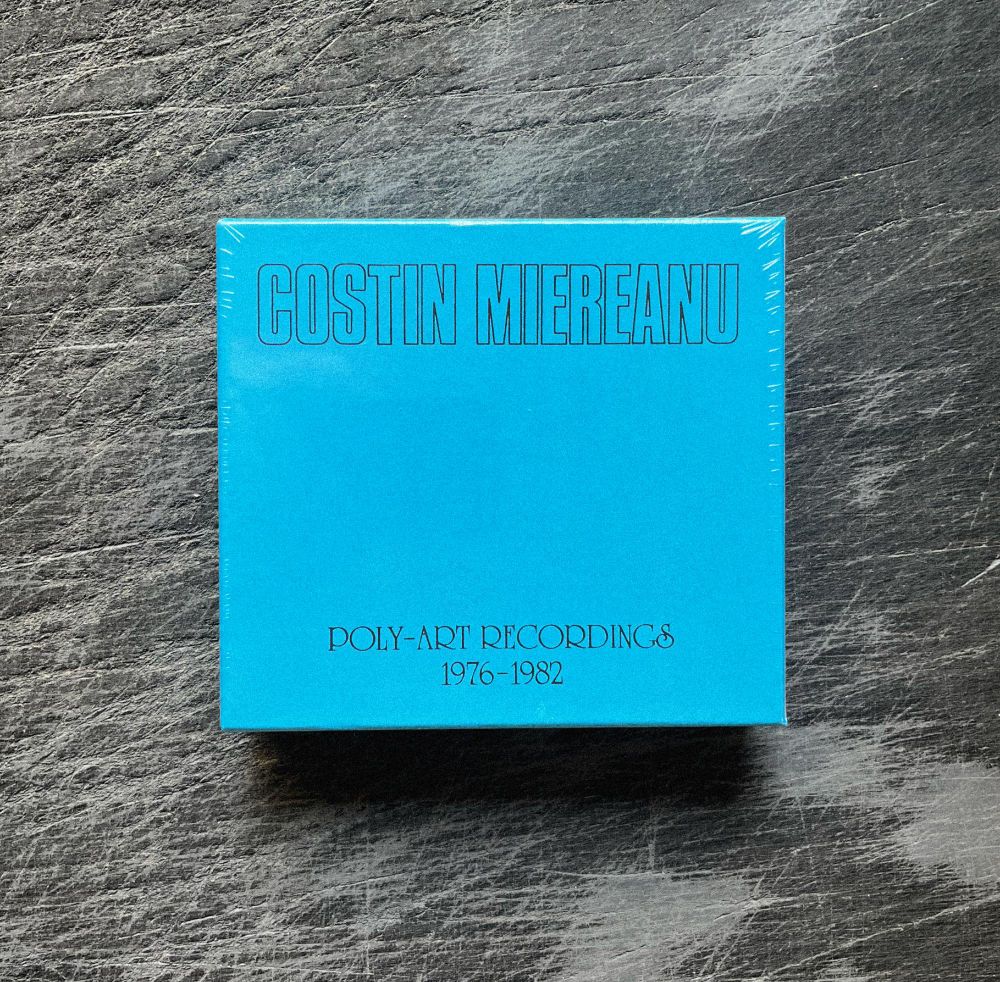 COSTIN MIEREANU
POLY-ART RECORDINGS
1976-1982